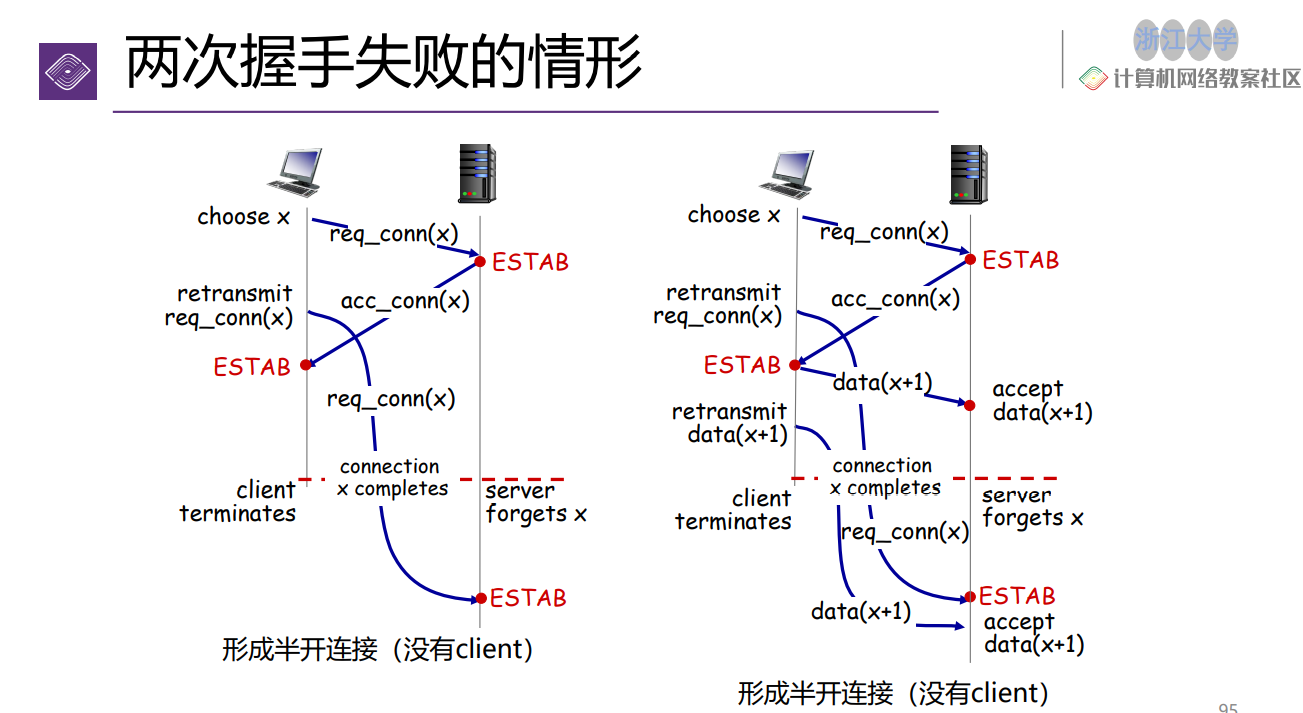 两次握手失败的情形
浙江大学
计算机网络教案社区
choose x
req_conn(x)
ESTAB
retransmit
req_conn(x)
acc_conn(x)
ESTAB
req_conn(x)
connection
x completes
client
terminates
server
forgets x
ESTAB
形成半开连接（没有client）
choose x
req_conn(x)
ESTAB
retransmit
req_conn(x)
acc_conn(x)
ESTAB
data(x+1)
accept
data(x+1)
retransmit
data(x+1)
connection
x completes
client
terminates
server
forgets x
req_conn(x)
ESTAB
data(x+1)
accept
data(x+1)
形成半开连接（没有client）
95